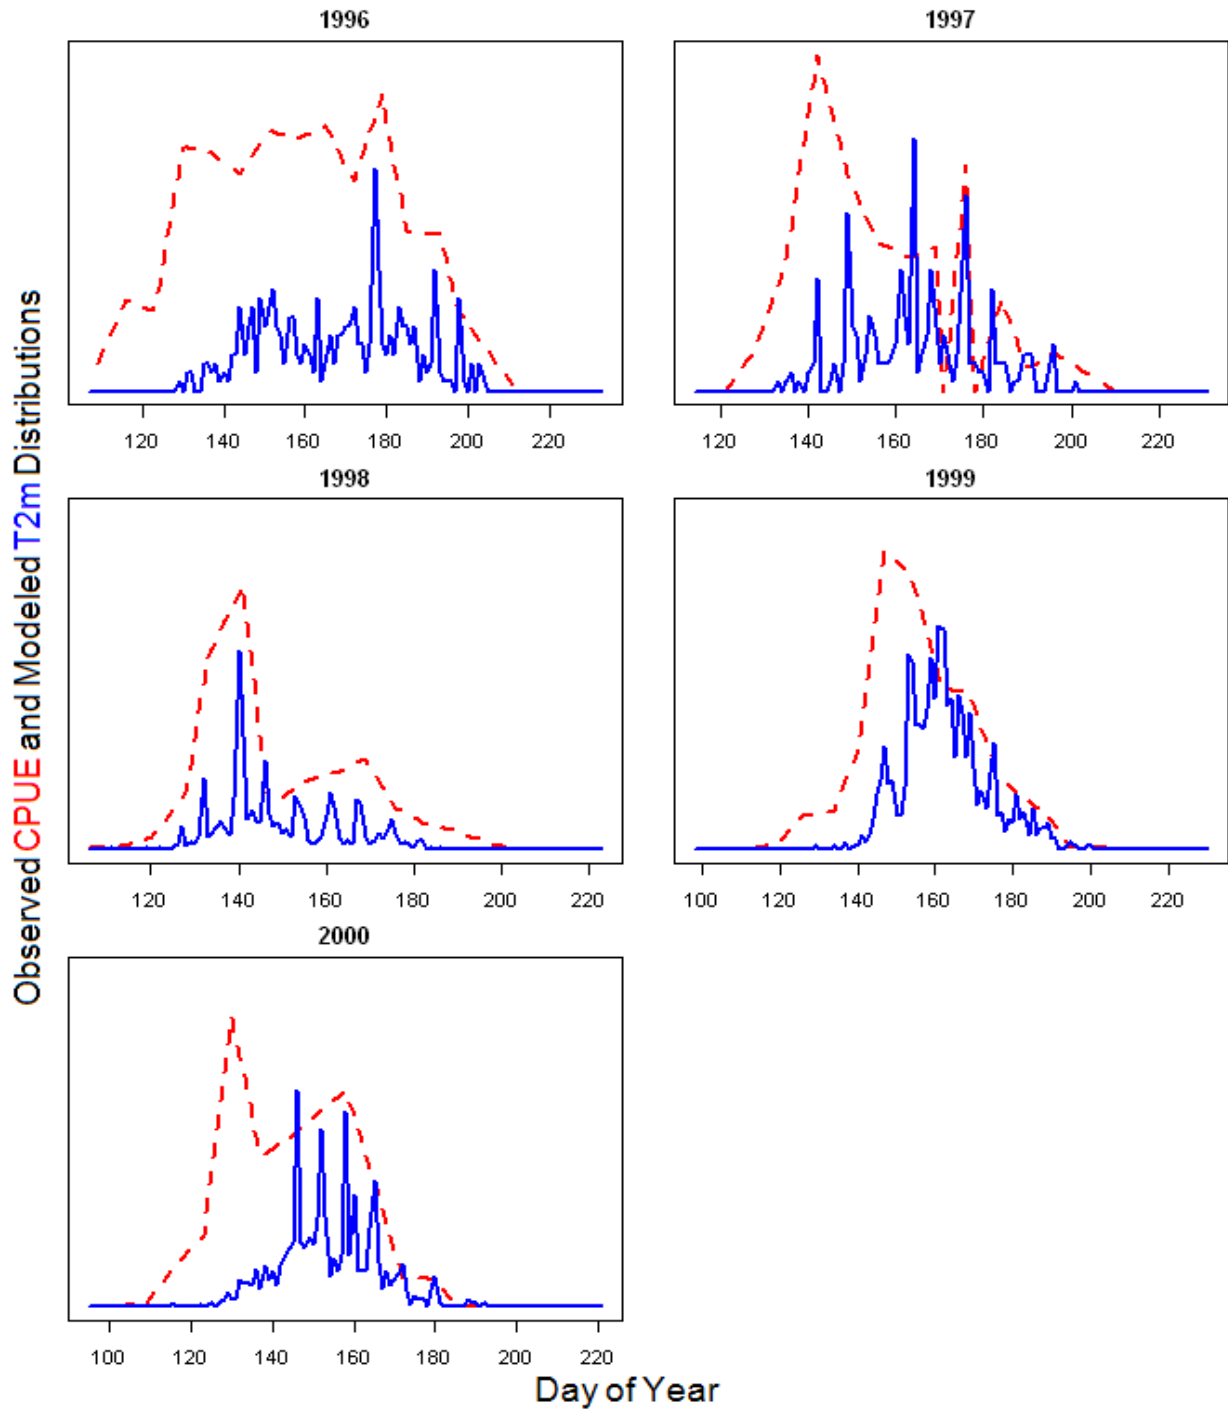 1996 1997
120 140 160 180 200 220 120 140 160 180 200 220
1998 1999
120 140 160 180 200 220 100 120 140 160 180 200 220
2000
100 120 140 160 180 200 220
Observed CPUE and Modeled T2m Distributions
Day of Year